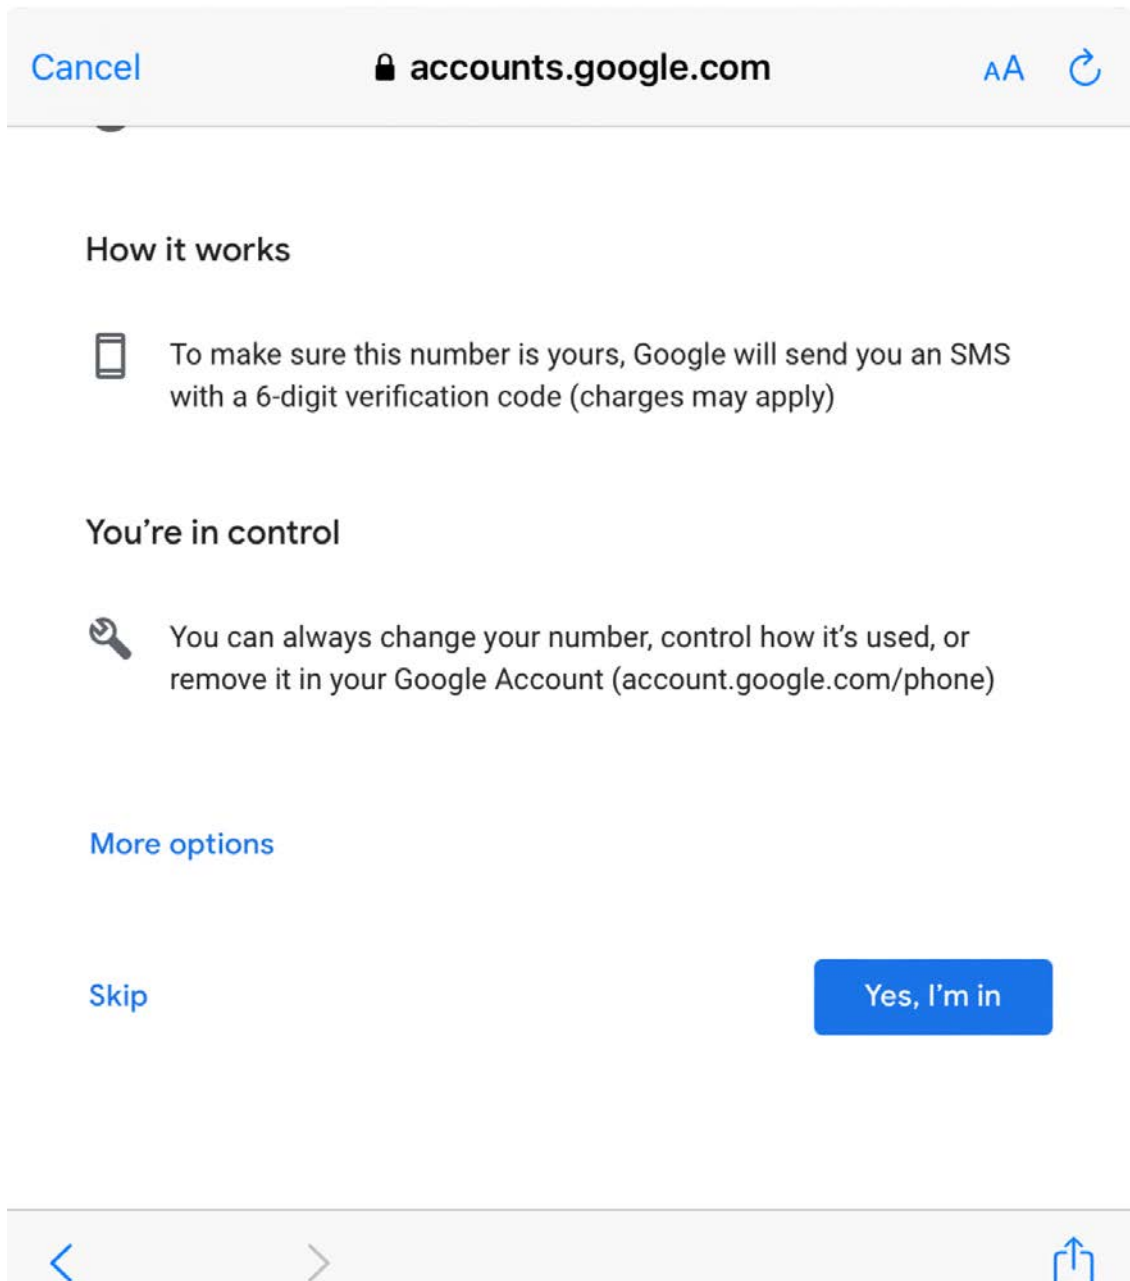 Cancel accounts.google.com AA
How it works
To make sure this number is yours, Google will send you an SMS
with a 6-digit verification code (charges may apply)
You’re in control
You can always change your number, control how it’s used, or
remove it in your Google Account (account.google.com/phone)
More options
Skip Yes, I’m in